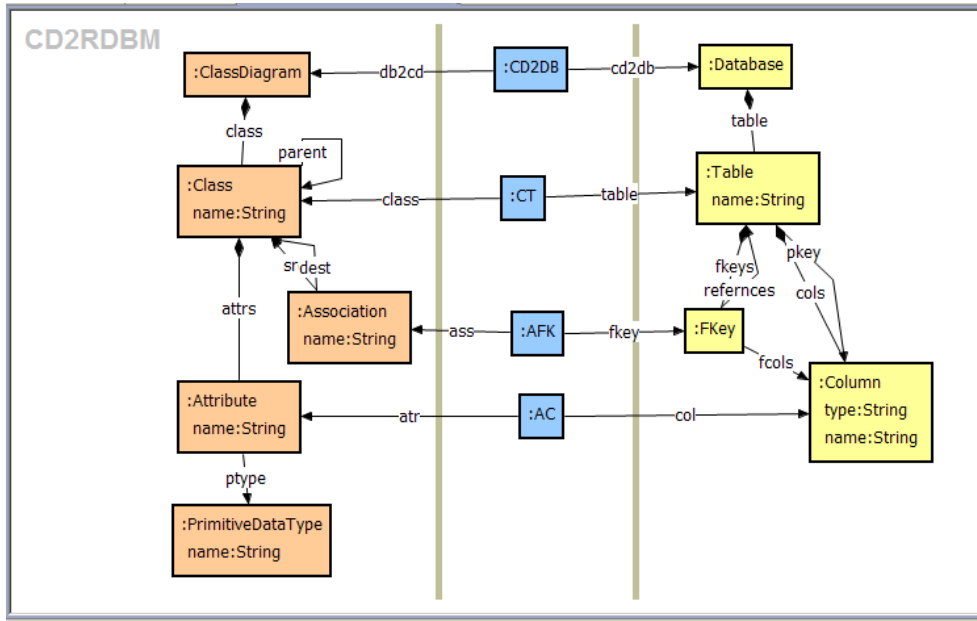 CD2RDBM
:ClassDiagram
db2cd
:CD2DB
cd2db
:Database
class
table
parent
:Class
name:String
class
:CT
table
:Table
name:String
sr
dest
fkeys
refernces
pkey
cols
attrs
:Association
name:String
ass
:AFK
fkey
:FKey
fcols
:Attribute
name:String
atr
:AC
col
:Column
type:String
name:String
ptype
:PrimitiveDataType
name:String